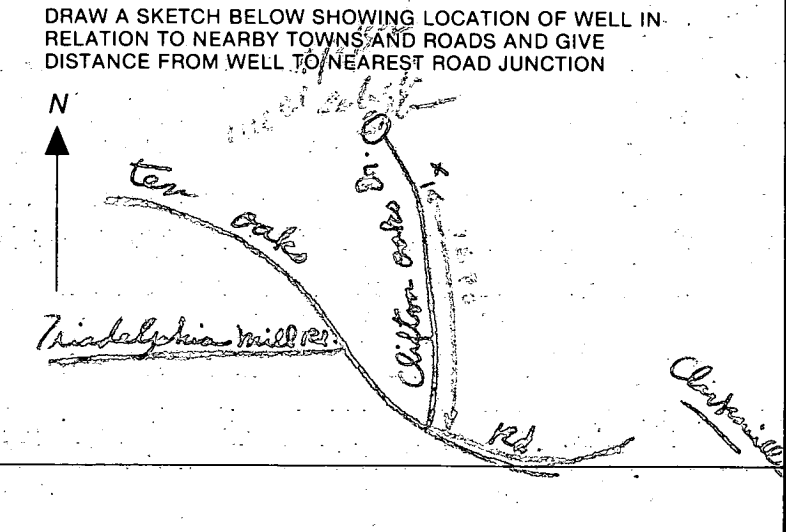 DRAW A SKETCH BELOW SHOWING LOCATION OF WELL IN
RELATION TO NEARBY TOWNS AND ROADS AND GIVE
DISTANCE FROM WELL TO NEAREST ROAD JUNCTION
N
Ten Oaks Rd.
Clifton Oaks Dr.
x
Triadelphia Mill Rd.
Clarksville